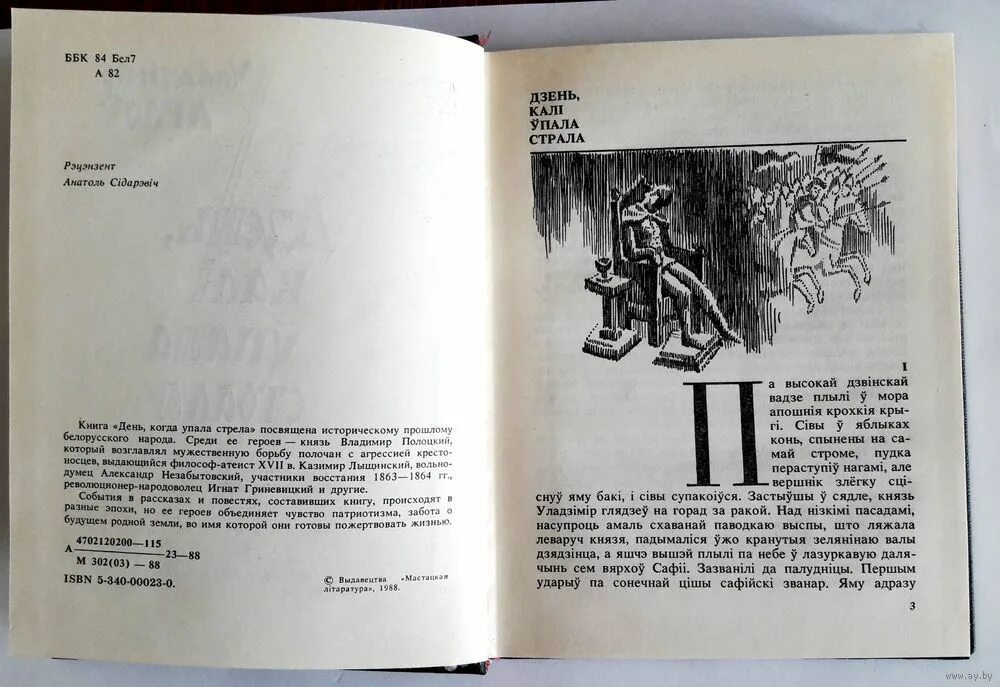 ББК 84 Бел7
А 82
Рэцэнзент
Анатоль Сідарэвіч
Книга «День, когда упала стрела» посвящена историческому прошлому
белорусского народа. Среди ее героев — князь Владимир Полоцкий,
который возглавлял мужественную борьбу полочан с агрессией кресто-
носцев, выдающийся философ-атеист XVII в. Казимир Лыщинский, вольно-
думец Александр Незабытовский, участники восстания 1863—1864 гг.,
революционер-народоволец Игнат Гриневицкий и другие.
События в рассказах и повестях, составивших книгу, происходят в
разные эпохи, но ее героев объединяет чувство патриотизма, забота о
будущем родной земли, во имя которой они готовы пожертвовать жизнью.
4702120200—115
А 23—88
М 302(03) — 88
ISBN 5-340-00023-0.
© Выдавецтва «Мастацкая
літаратура», 1988.
ДЗЕНЬ,
КАЛІ
ЎПАЛА
СТРАЛА
I
Па высокай дзвінскай
вадзе плылі ў мора
апошнія крохкія кры-
гі. Сівы ў яблыках
конь, спынены на са-
май строме, пудка
пераступіў нагамі, але
вершнік злёгку сці-
снуў яму бакі, і сівы супакоіўся. Застыўшы ў сядле, князь
Уладзімір глядзеў на горад за ракой. Над нізкімі пасадамі,
насупроць амаль схаванай паводкаю выспы, што ляжала
леваруч князя, падымаліся ўжо кранутыя зелянінаю валы
дзядзінца, а яшчэ вышэй плылі па небе ў лазуркавую даля-
чынь сем вярхоў Сафіі. Зазванілі да палудніцы. Першым
ударыў па сонечнай цішы сафійскі званар. Яму адразу
3
www.ay.by